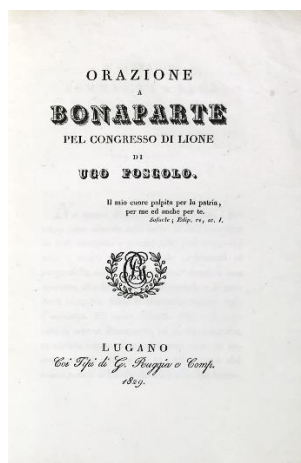 ORAZIONE
A
BONAPARTE
PEL CONGRESSO DI LIONE
DI
UGO FOSCOLO.
Il mio cuore palpita per la patria,
per me ed anche per te.
Sofocle; Edip. re, sc. I.
LUGANO
Coi Tipi di G. Ruggia e Comp.
1829.